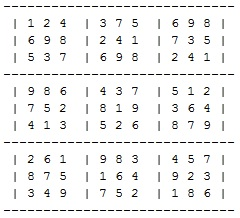 -------------------------
| 1 2 4 | 3 7 5 | 6 9 8 |
| 6 9 8 | 2 4 1 | 7 3 5 |
| 5 3 7 | 6 9 8 | 2 4 1 |
-------------------------
| 9 8 6 | 4 3 7 | 5 1 2 |
| 7 5 2 | 8 1 9 | 3 6 4 |
| 4 1 3 | 5 2 6 | 8 7 9 |
-------------------------
| 2 6 1 | 9 8 3 | 4 5 7 |
| 8 7 5 | 1 6 4 | 9 2 3 |
| 3 4 9 | 7 5 2 | 1 8 6 |
-------------------------